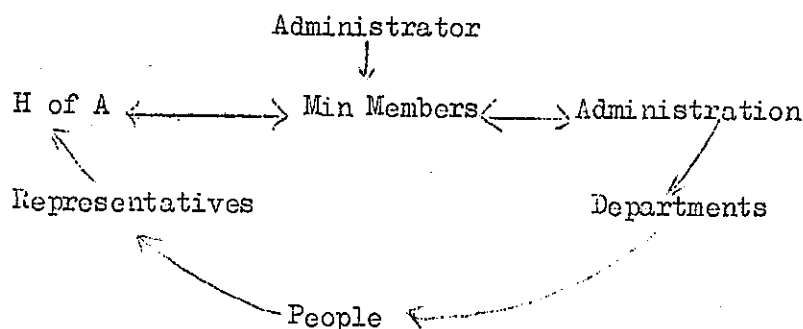 Administrator
H of A Min Members Administration
Representatives Departments
People